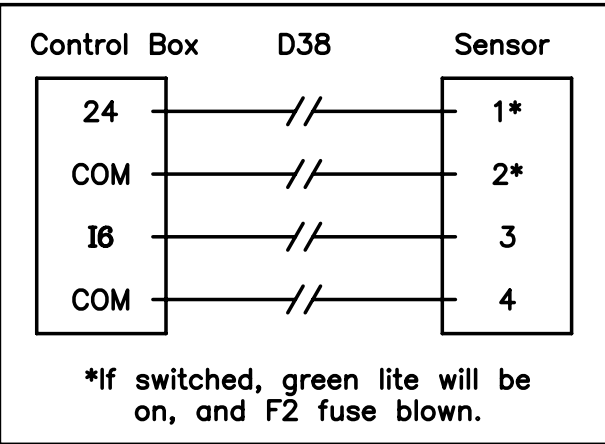 Control Box D38 Sensor
24 1*
COM 2*
I6 3
COM 4
*If switched, green lite will be
on, and F2 fuse blown.